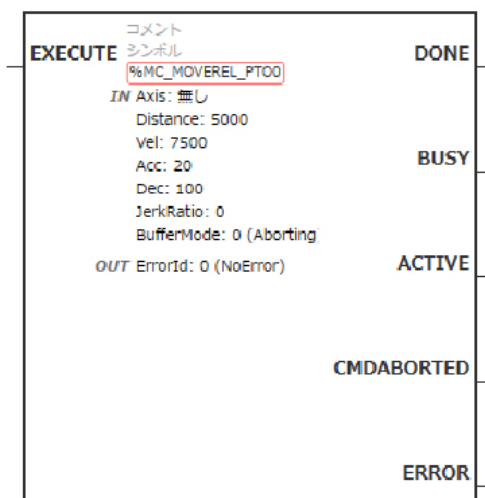 コメント
EXECUTE シンボル DONE
%MC_MOVEREL_PTO0
IN Axis: 無し
Distance: 5000
Vel: 7500
BUSY
Acc: 20
Dec: 100
JerkRatio: 0
BufferMode: 0 (Aborting
OUT ErrorId: 0 (NoError) ACTIVE
CMDABORTED
ERROR